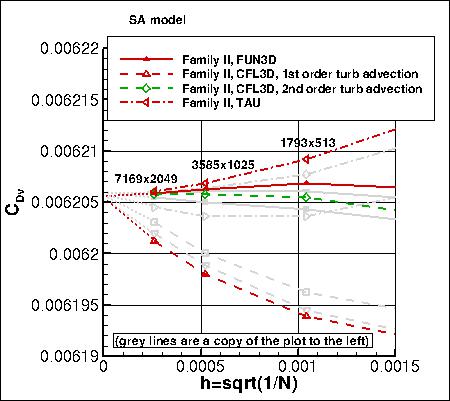 SA model
0.00622
Family II, FUN3D
Family II, CFL3D, 1st order turb advection
Family II, CFL3D, 2nd order turb advection
Family II, TAU
0.006215
0.00621
1793x513
3585x1025
7169x2049
0.006205
C_Dv
0.0062
0.006195
(grey lines are a copy of the plot to the left)
0.00619
0 0.0005 0.001 0.0015
h=sqrt(1/N)